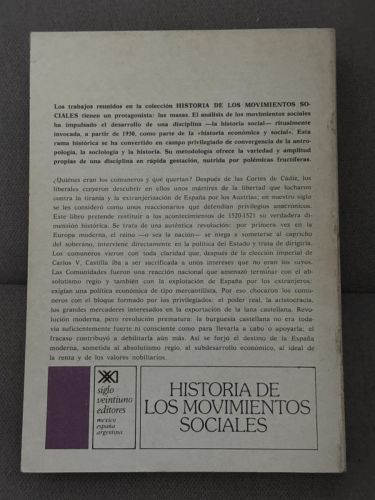 Los trabajos reunidos en la colección HISTORIA DE LOS MOVIMIENTOS SO-
CIALES tienen un protagonista: las masas. El análisis de los movimientos sociales
ha impulsado el desarrollo de una disciplina —la historia social— ritualmente
invocada, a partir de 1930, como parte de la «historia económica y social». Esta
rama histórica se ha convertido en campo privilegiado de convergencia de la antro-
pología, la sociología y la historia. Su metodología ofrece la variedad y amplitud
propias de una disciplina en rápida gestación, nutrida por polémicas fructíferas.
¿Quiénes eran los comuneros y qué querían? Después de las Cortes de Cádiz, los
liberales creyeron descubrir en ellos unos mártires de la libertad que lucharon
contra la tiranía y la extranjerización de España por los Austrias; en nuestro siglo
se les consideró como unos reaccionarios que defendían privilegios anacrónicos.
Este libro pretende restituir a los acontecimientos de 1520-1521 su verdadera di-
mensión histórica. Se trata de una auténtica revolución: por primera vez en la
Europa moderna, el reino —o sea la nación— se niega a someterse al capricho
del soberano, interviene directamente en la política del Estado y trata de dirigirla.
Los comuneros vieron con toda claridad que, después de la elección imperial de
Carlos V, Castilla iba a ser sacrificada a unos intereses que no eran los suyos.
Las Comunidades fueron una reacción nacional que amenazó terminar con el ab-
solutismo regio y también con la explotación de España por los extranjeros;
exigían una política económica de tipo mercantilista. Por eso chocaron los comu-
neros con el bloque formado por los privilegiados: el poder real, la aristocracia,
los grandes mercaderes interesados en la exportación de la lana castellana. Revo-
lución moderna, pero revolución prematura: la burguesía castellana no era toda-
vía suficientemente fuerte ni consciente como para llevarla a cabo o apoyarla; el
fracaso contribuyó a debilitarla aún más. Así se forjó el destino de la España
moderna, sometida al absolutismo regio, al subdesarrollo económico, al ideal de
la renta y de los valores nobiliarios.
siglo
veintiuno
editores
mexico
españa
argentina
HISTORIA DE
LOS MOVIMIENTOS
SOCIALES